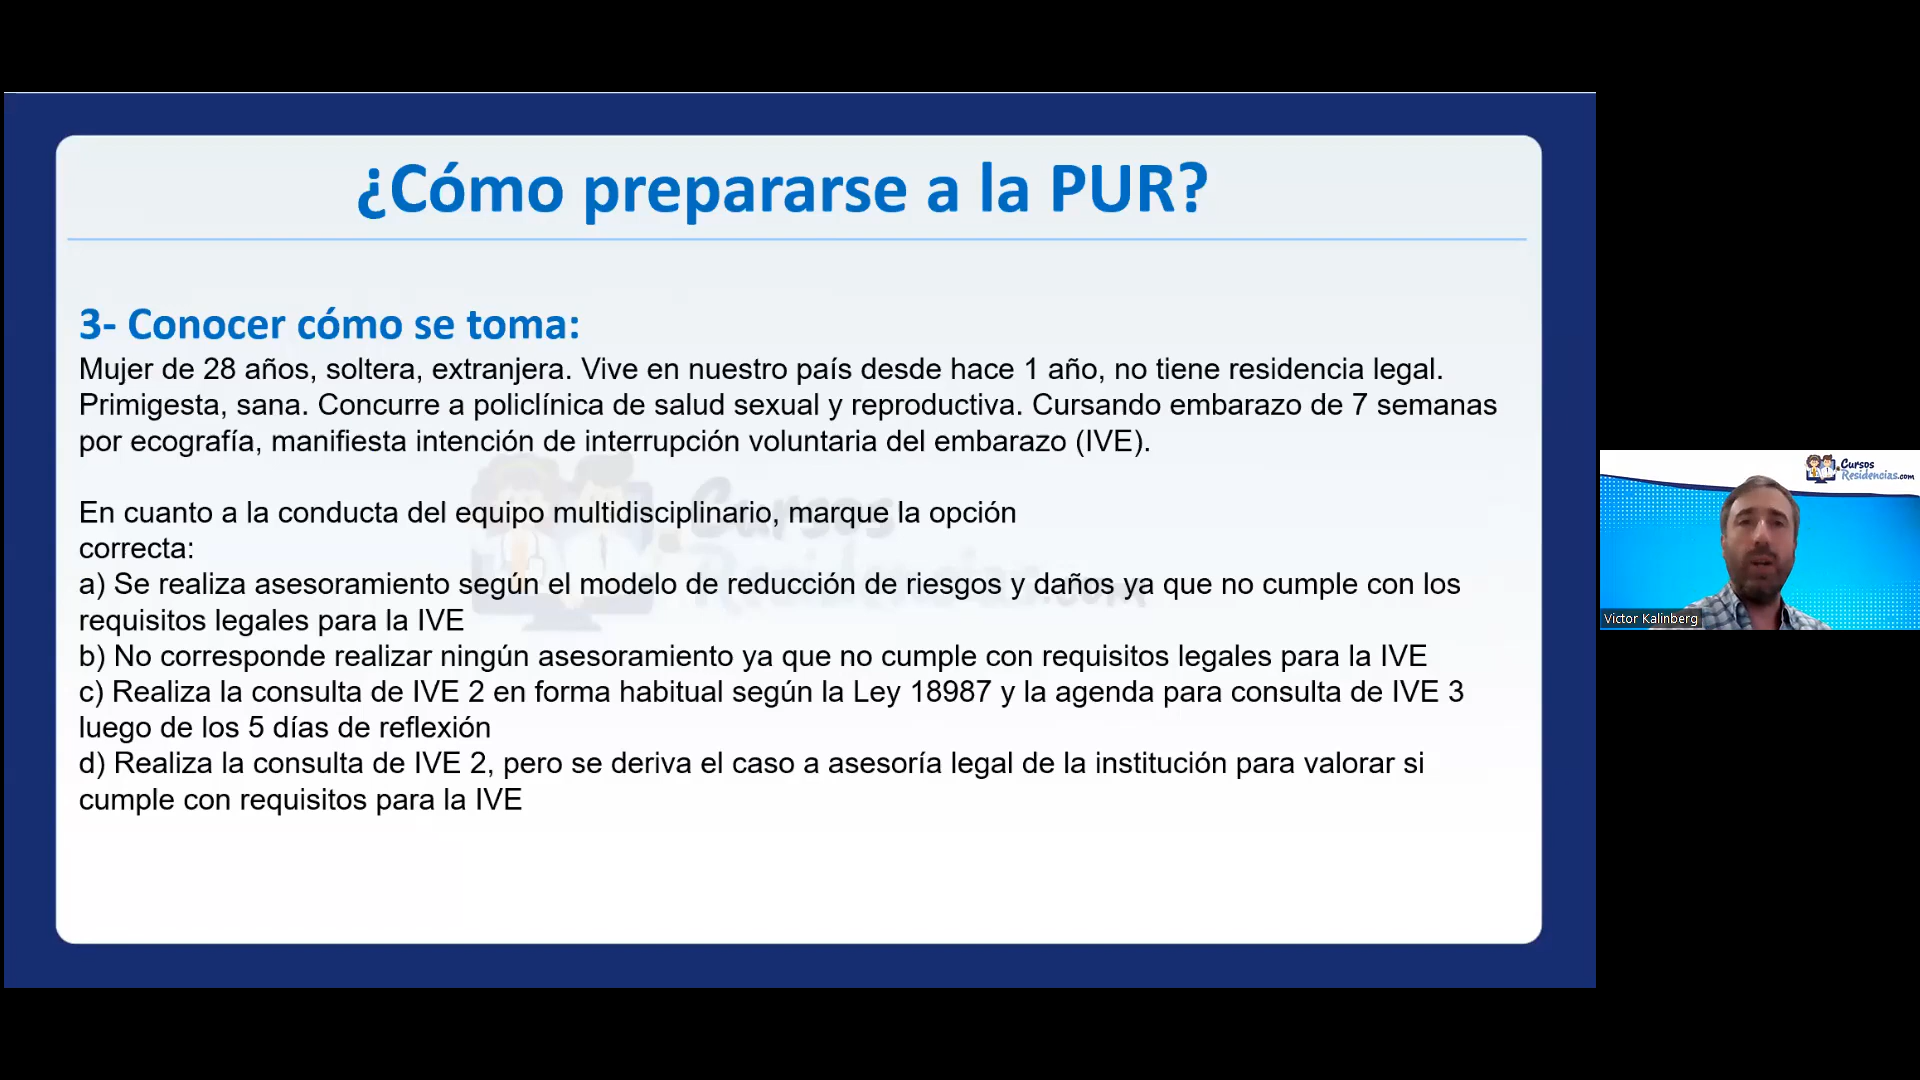 ¿Cómo prepararse a la PUR?
3- Conocer cómo se toma:
Mujer de 28 años, soltera, extranjera. Vive en nuestro país desde hace 1 año, no tiene residencia legal.
Primigesta, sana. Concurre a policlínica de salud sexual y reproductiva. Cursando embarazo de 7 semanas
por ecografía, manifiesta intención de interrupción voluntaria del embarazo (IVE).
En cuanto a la conducta del equipo multidisciplinario, marque la opción
correcta:
a) Se realiza asesoramiento según el modelo de reducción de riesgos y daños ya que no cumple con los
requisitos legales para la IVE
b) No corresponde realizar ningún asesoramiento ya que no cumple con requisitos legales para la IVE
c) Realiza la consulta de IVE 2 en forma habitual según la Ley 18987 y la agenda para consulta de IVE 3
luego de los 5 días de reflexión
d) Realiza la consulta de IVE 2, pero se deriva el caso a asesoría legal de la institución para valorar si
cumple con requisitos para la IVE
Cursos
Residencias.com
Cursos
Residencias.com
Victor Kalinberg